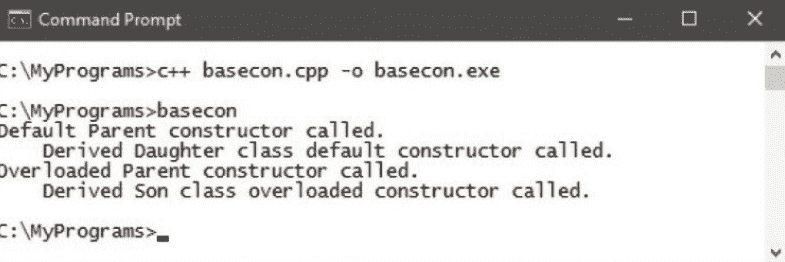 Command Prompt
C:\MyPrograms>c++ basecon.cpp -o basecon.exe
C:\MyPrograms>basecon
Default Parent constructor called.
    Derived Daughter class default constructor called.
Overloaded Parent constructor called.
    Derived Son class overloaded constructor called.
C:\MyPrograms>